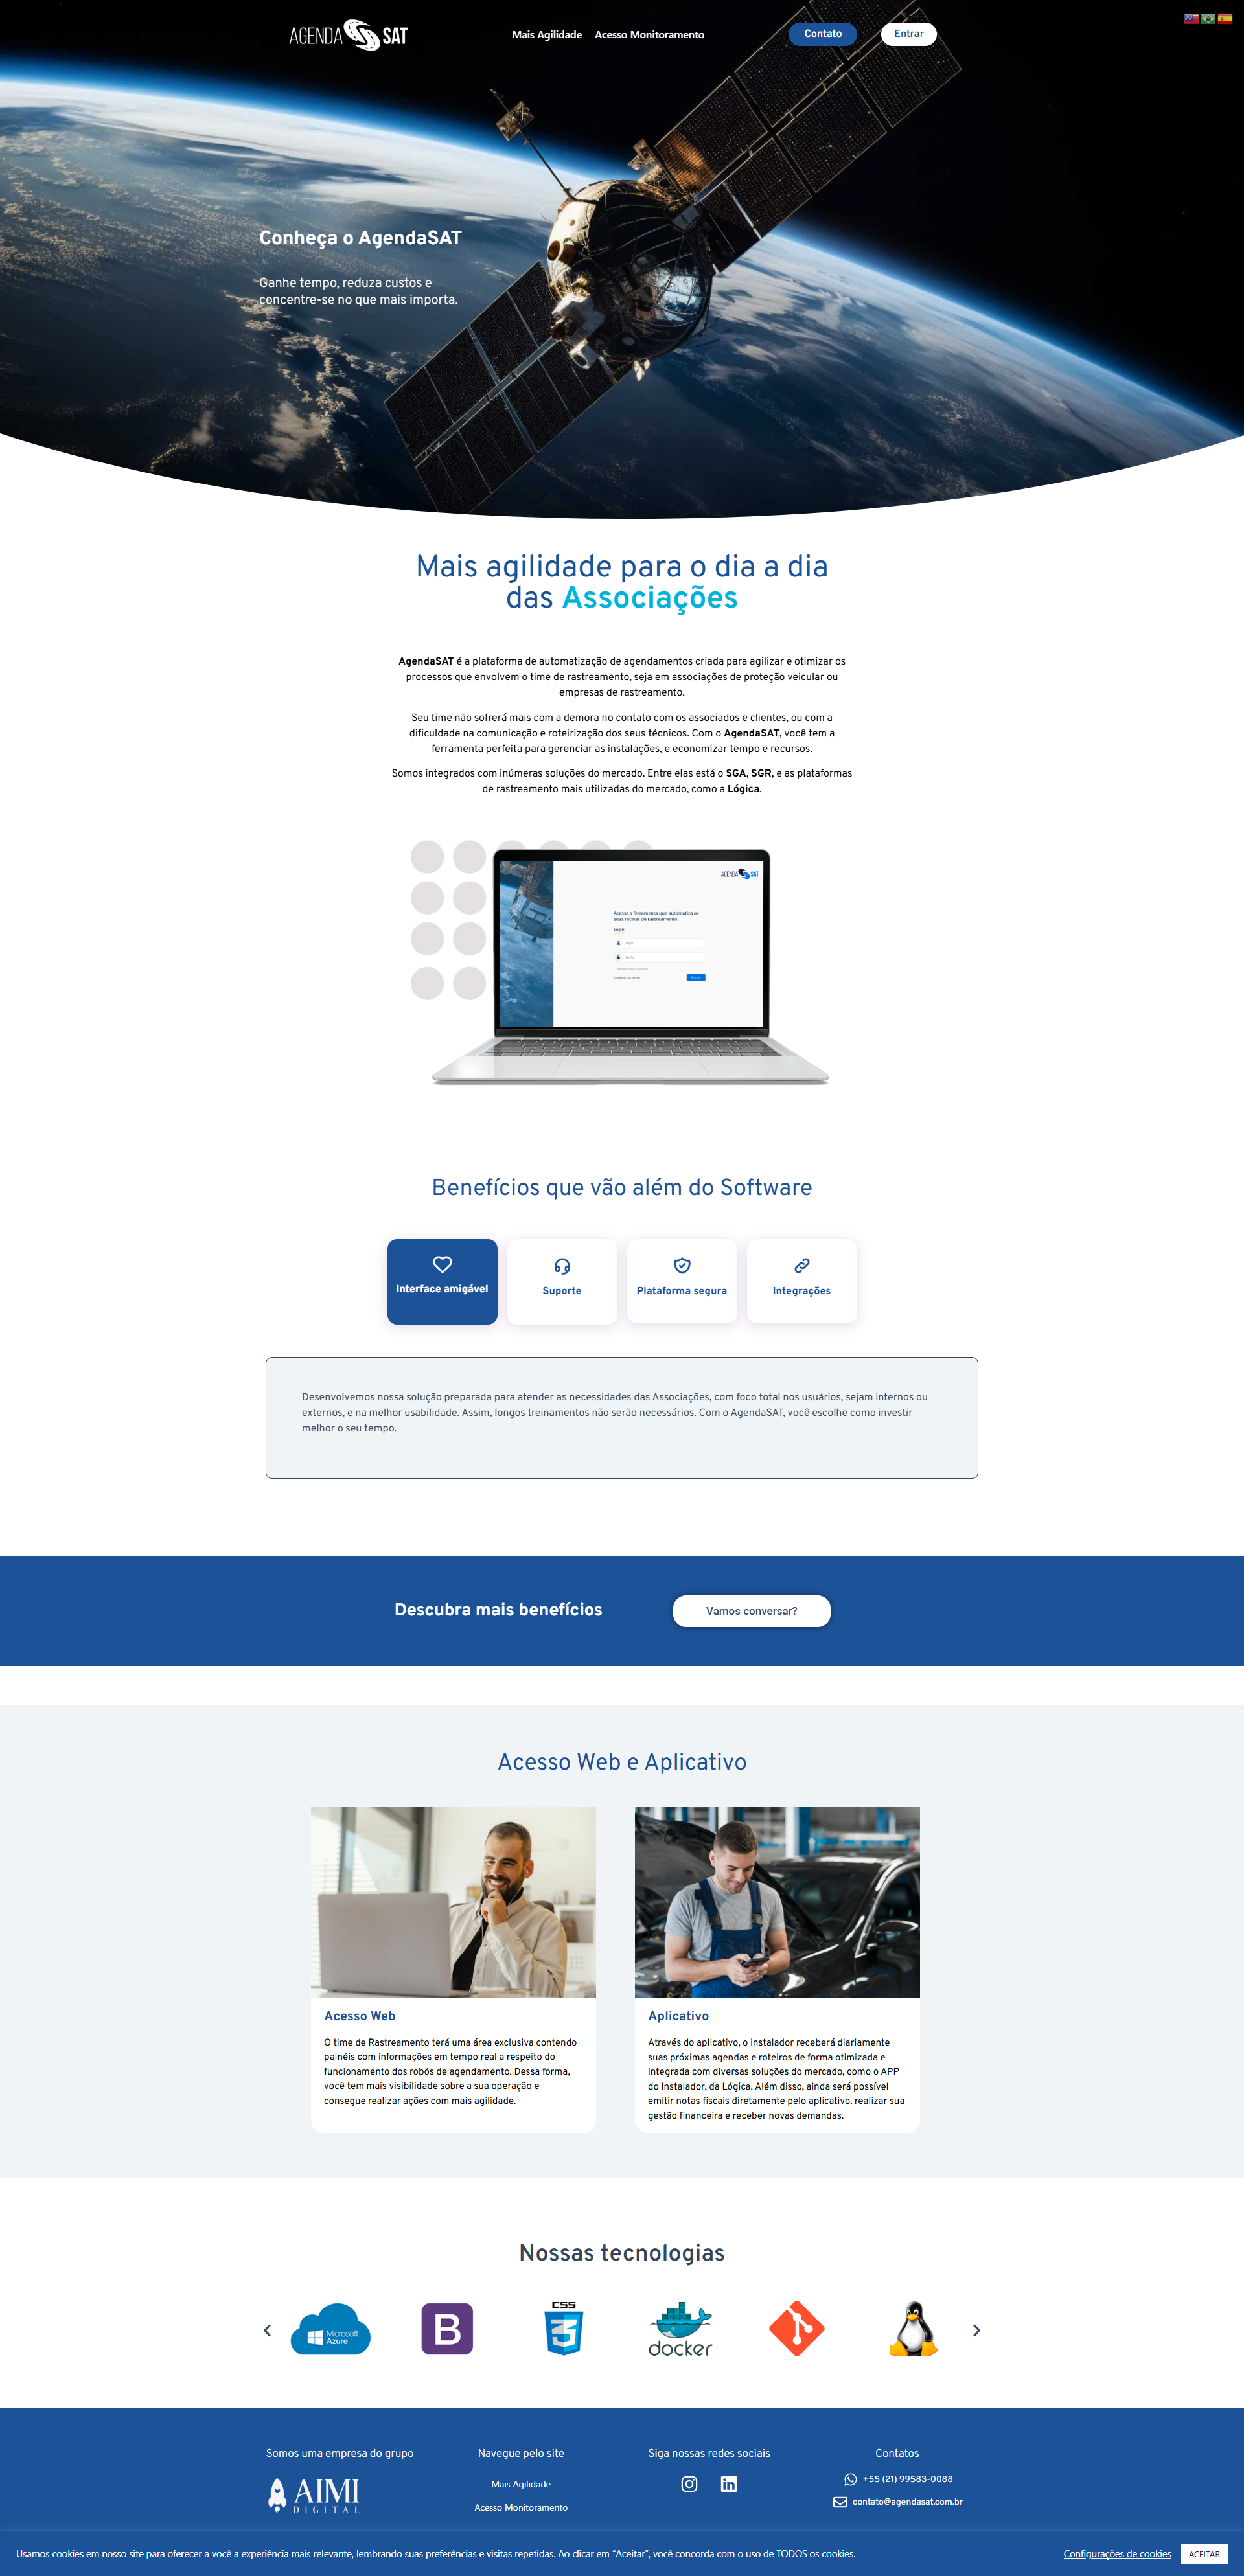 AGENDA SAT
Mais Agilidade
Acesso Monitoramento
Contato
Entrar
Conheça o AgendaSAT
Ganhe tempo, reduza custos e
concentre-se no que mais importa.
Mais agilidade para o dia a dia
das Associações
AgendaSAT é a plataforma de automatização de agendamentos criada para agilizar e otimizar os
processos que envolvem o time de rastreamento, seja em associações de proteção veicular ou
empresas de rastreamento.
Seu time não sofrerá mais com a demora no contato com os associados e clientes, ou com a
dificuldade na comunicação e roteirização dos seus técnicos. Com o AgendaSAT, você tem a
ferramenta perfeita para gerenciar as instalações, e economizar tempo e recursos.
Somos integrados com inúmeras soluções do mercado. Entre elas está o SGA, SGR, e as plataformas
de rastreamento mais utilizadas do mercado, como a Lógica.
AGENDA SAT
Acesse a ferramenta que automatiza as
suas rotinas de rastreamento.
Login
Login
Senha
Benefícios que vão além do Software
Interface amigável
Suporte
Plataforma segura
Integrações
Desenvolvemos nossa solução preparada para atender as necessidades das Associações, com foco total nos usuários, sejam internos ou
externos, e na melhor usabilidade. Assim, longos treinamentos não serão necessários. Com o AgendaSAT, você escolhe como investir
melhor o seu tempo.
Descubra mais benefícios
Vamos conversar?
Acesso Web e Aplicativo
Acesso Web
O time de Rastreamento terá uma área exclusiva contendo
painéis com informações em tempo real a respeito do
funcionamento dos robôs de agendamento. Dessa forma,
você tem mais visibilidade sobre a sua operação e
consegue realizar ações com mais agilidade.
Aplicativo
Através do aplicativo, o instalador receberá diariamente
suas próximas agendas e roteiros de forma otimizada e
integrada com diversas soluções do mercado, como o APP
do Instalador, da Lógica. Além disso, ainda será possível
emitir notas fiscais diretamente pelo aplicativo, realizar sua
gestão financeira e receber novas demandas.
Nossas tecnologias
Microsoft
Azure
B
CSS
3
docker
Somos uma empresa do grupo
AIMI
DIGITAL
Navegue pelo site
Mais Agilidade
Acesso Monitoramento
Siga nossas redes sociais
Contatos
+55 (21) 99583-0088
contato@agendasat.com.br
Usamos cookies em nosso site para oferecer a você a experiência mais relevante, lembrando suas preferências e visitas repetidas. Ao clicar em "Aceitar", você concorda com o uso de TODOS os cookies.
Configurações de cookies
ACEITAR